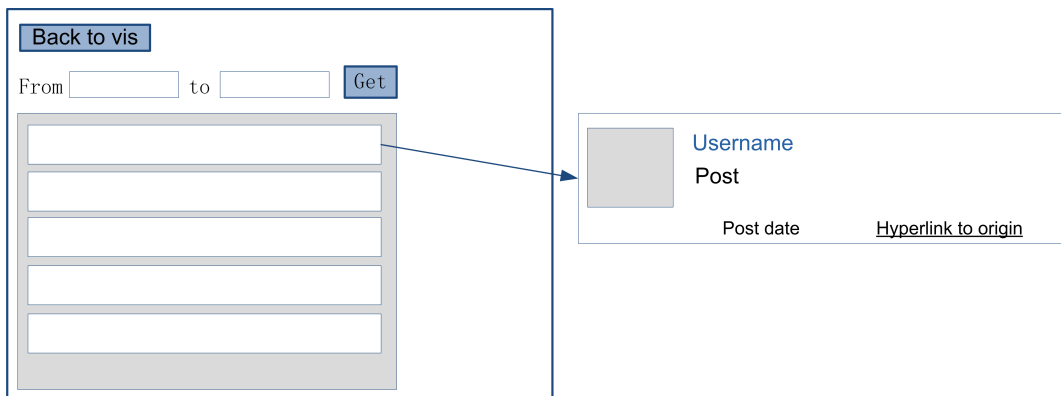 Back to vis
From to Get
Username
Post
Post date Hyperlink to origin